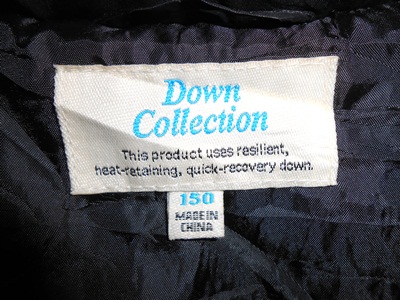 Down
Collection
This product uses resilient,
heat-retaining, quick-recovery down.
150
MADE IN
CHINA